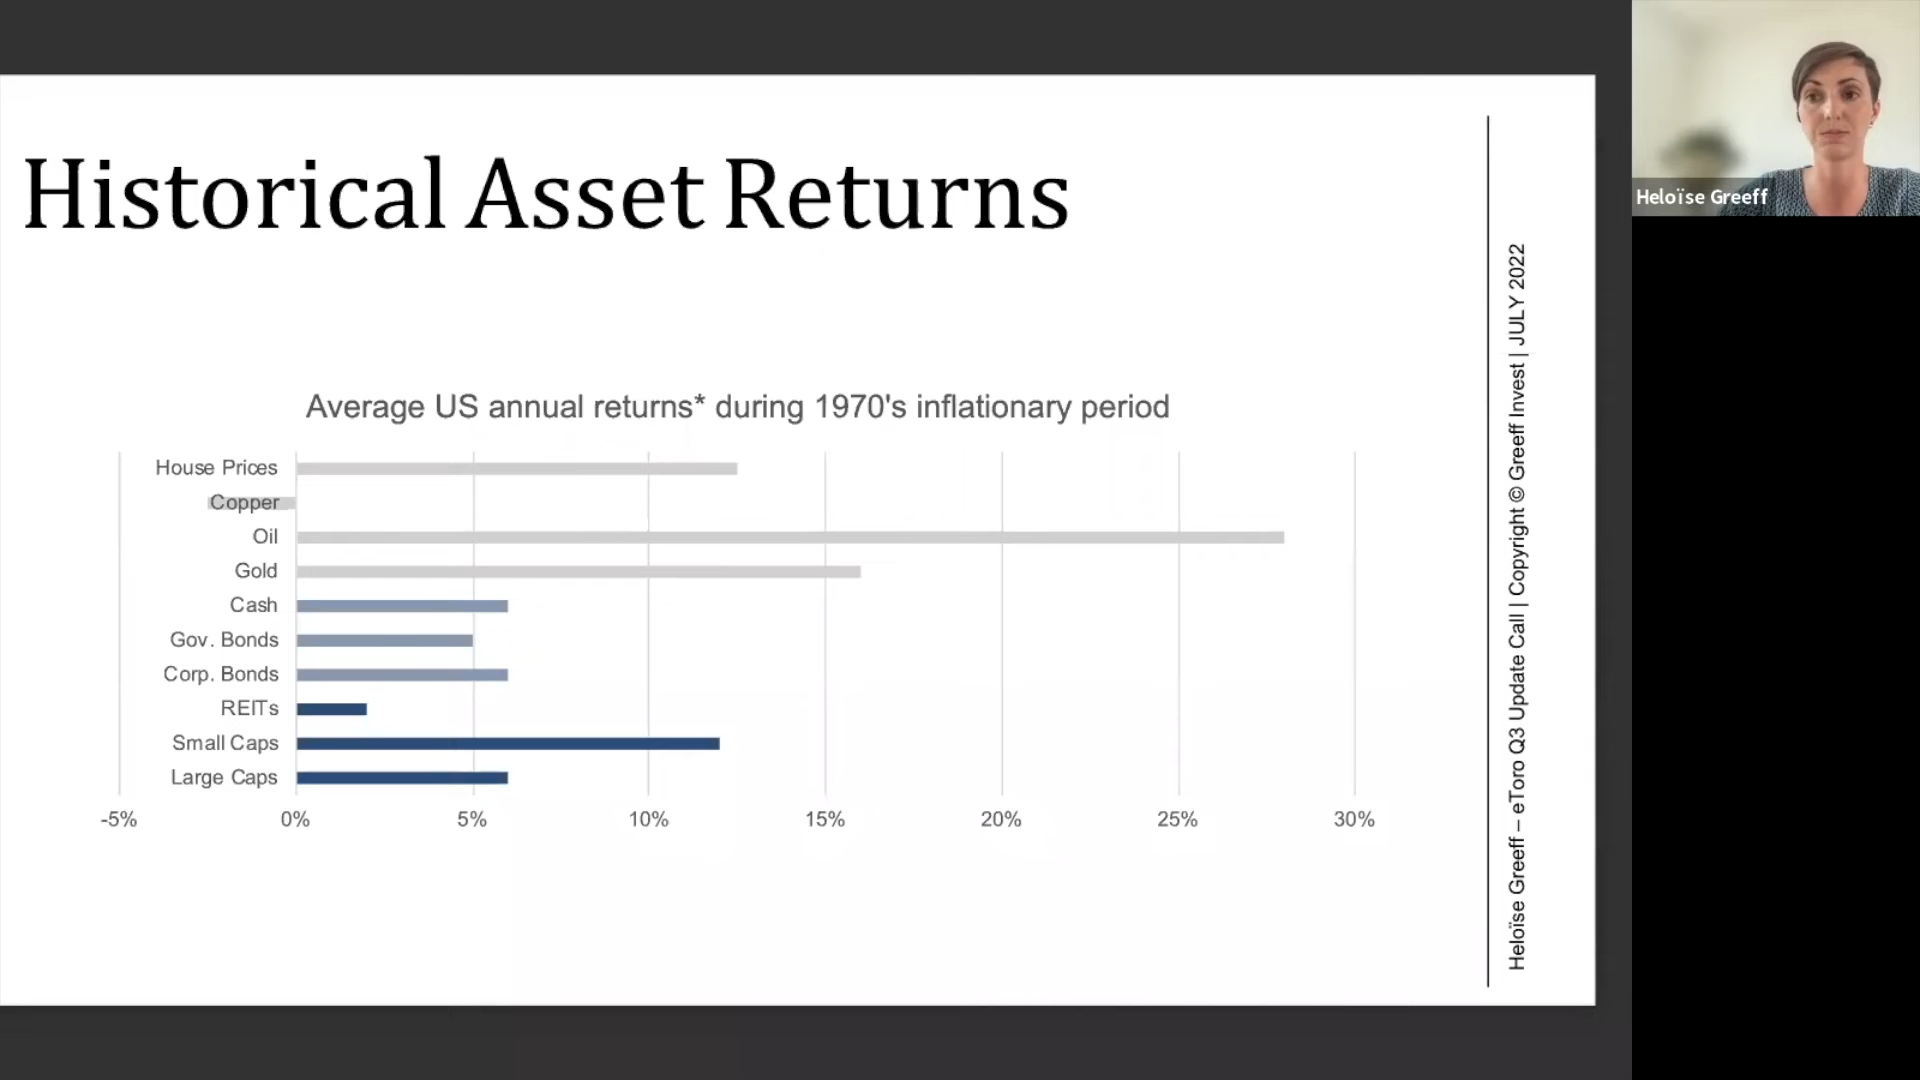 Historical Asset Returns
Average US annual returns* during 1970's inflationary period
House Prices
Copper
Oil
Gold
Cash
Gov. Bonds
Corp. Bonds
REITs
Small Caps
Large Caps
-5% 0% 5% 10% 15% 20% 25% 30%
Heloïse Greeff – eToro Q3 Update Call | Copyright © Greeff Invest | JULY 2022
Heloïse Greeff